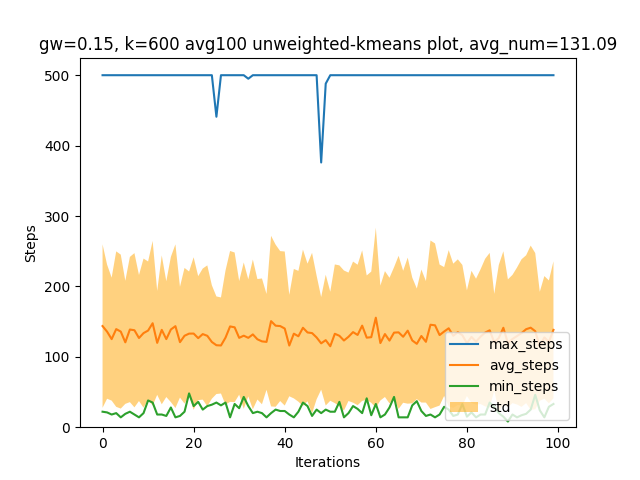 gw=0.15, k=600 avg100 unweighted-kmeans plot, avg_num=131.09
500
400
300
200
100
0
Steps
0 20 40 60 80 100
Iterations
max_steps
avg_steps
min_steps
std